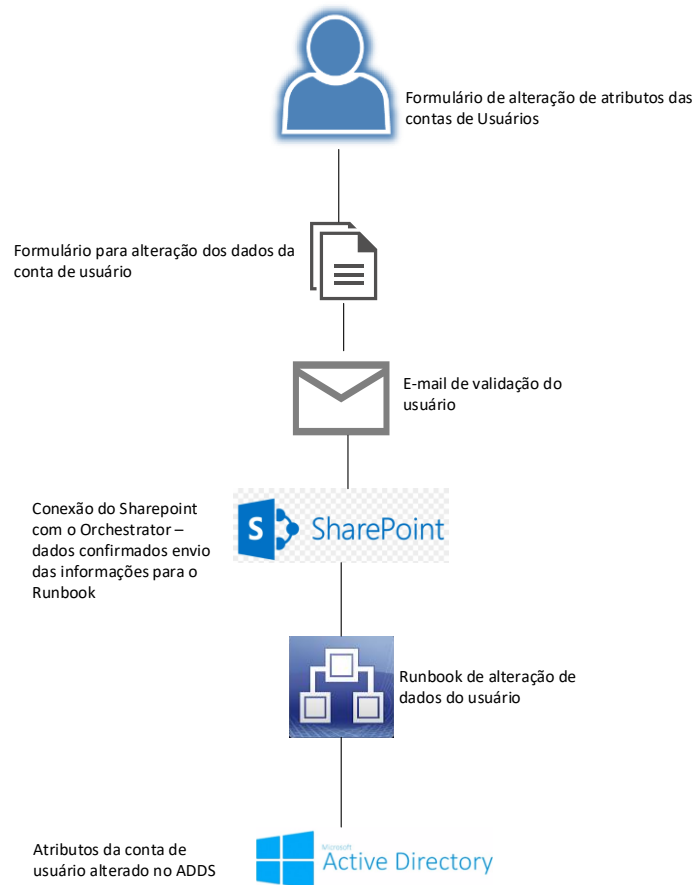 Formulário de alteração de atributos das
contas de Usuários
Formulário para alteração dos dados da
conta de usuário
E-mail de validação do
usuário
Conexão do Sharepoint
com o Orchestrator –
dados confirmados envio
das informações para o
Runbook
S SharePoint
Runbook de alteração de
dados do usuário
Atributos da conta de
usuário alterado no ADDS
Microsoft
Active Directory